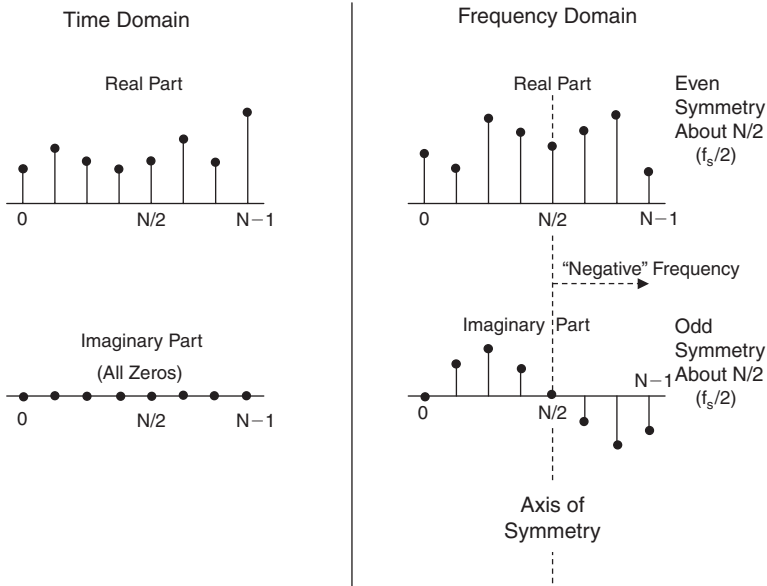 Time Domain
Real Part
0
N/2
N−1
Imaginary Part
(All Zeros)
0
N/2
N−1
Frequency Domain
Real Part
Even
Symmetry
About N/2
(fs/2)
0
N/2
N−1
“Negative” Frequency
Imaginary Part
Odd
Symmetry
About N/2
(fs/2)
N−1
0
N/2
Axis of
Symmetry